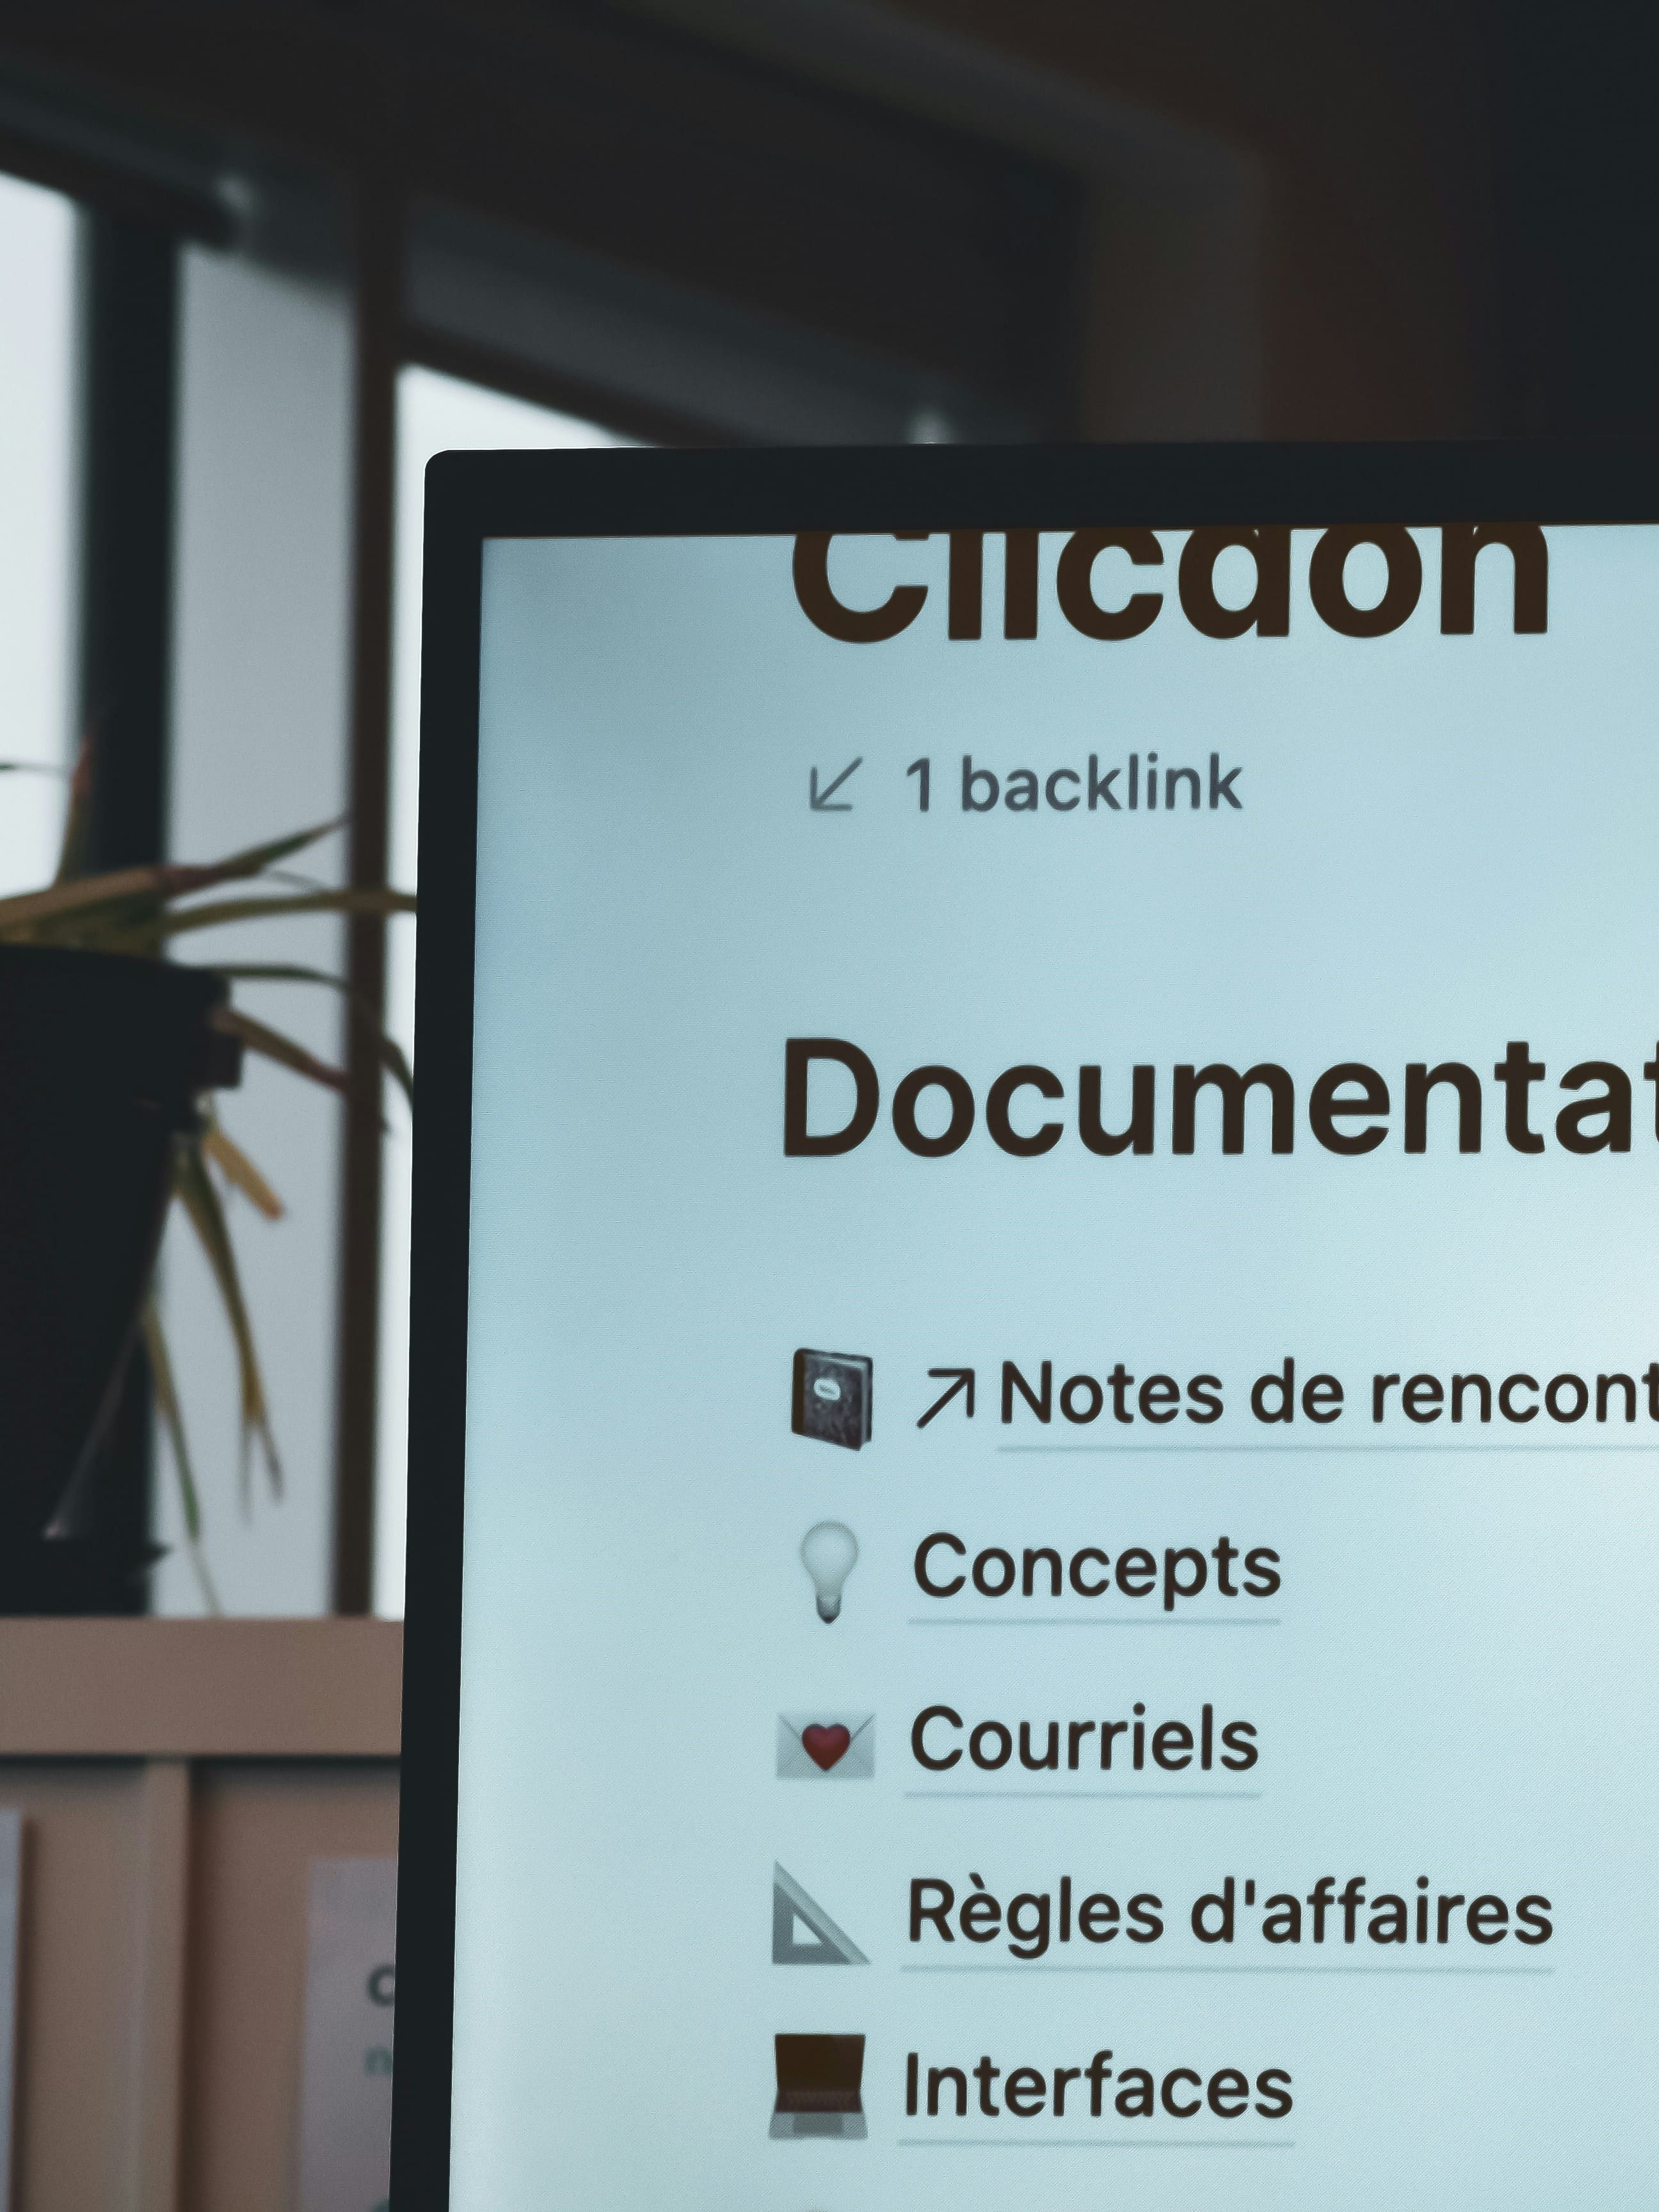 Clicdon
1 backlink
Documentat
Notes de rencont
Concepts
Courriels
Règles d'affaires
Interfaces